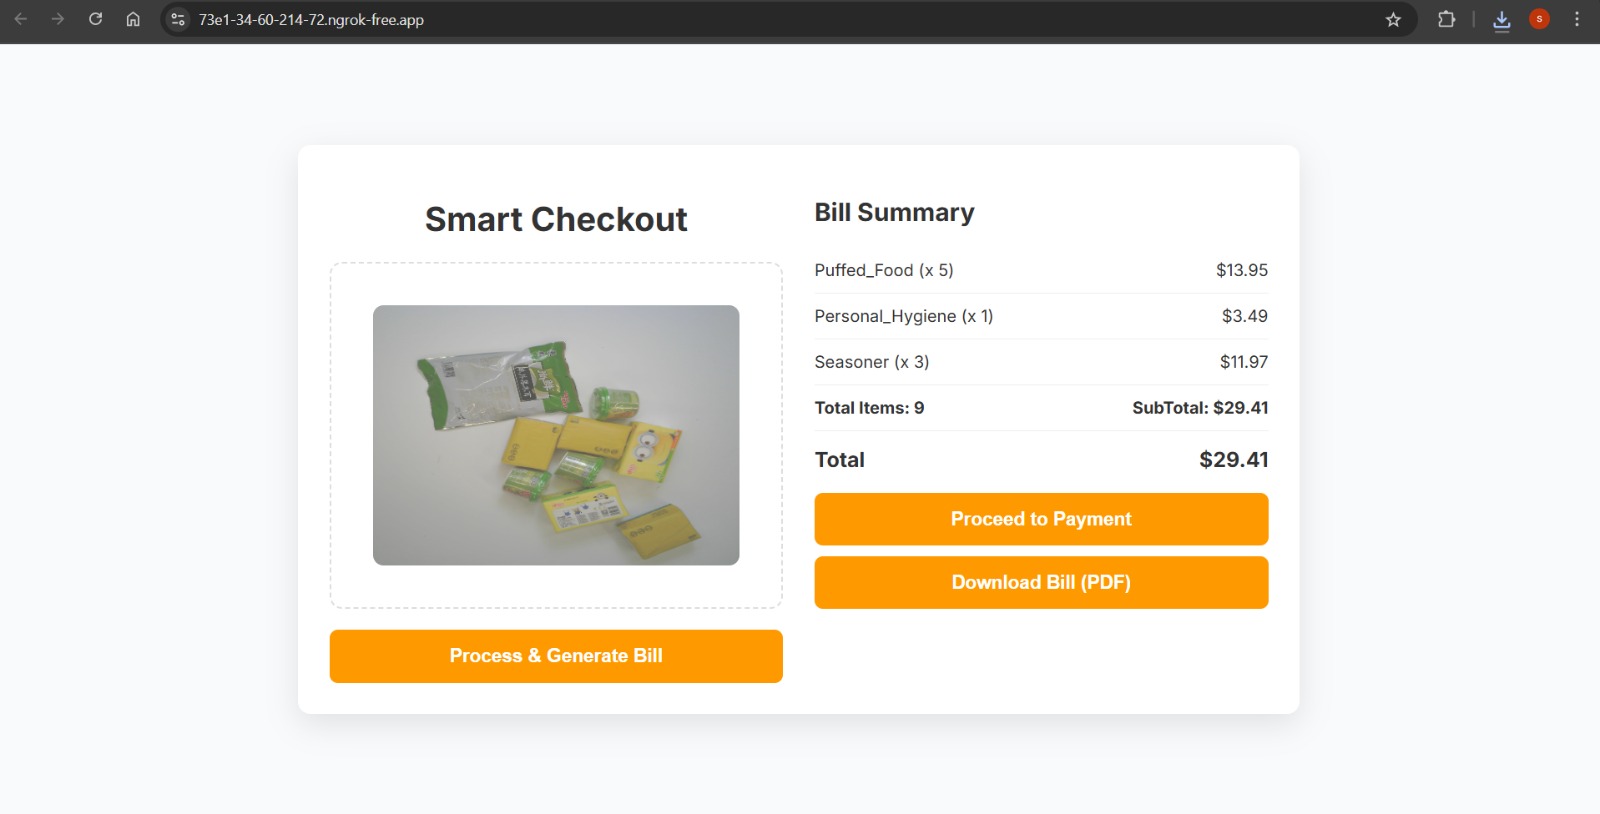 73e1-34-60-214-72.ngrok-free.app
S
Smart Checkout
Process & Generate Bill
Bill Summary
Puffed_Food (x 5) $13.95
Personal_Hygiene (x 1) $3.49
Seasoner (x 3) $11.97
Total Items: 9 SubTotal: $29.41
Total $29.41
Proceed to Payment
Download Bill (PDF)